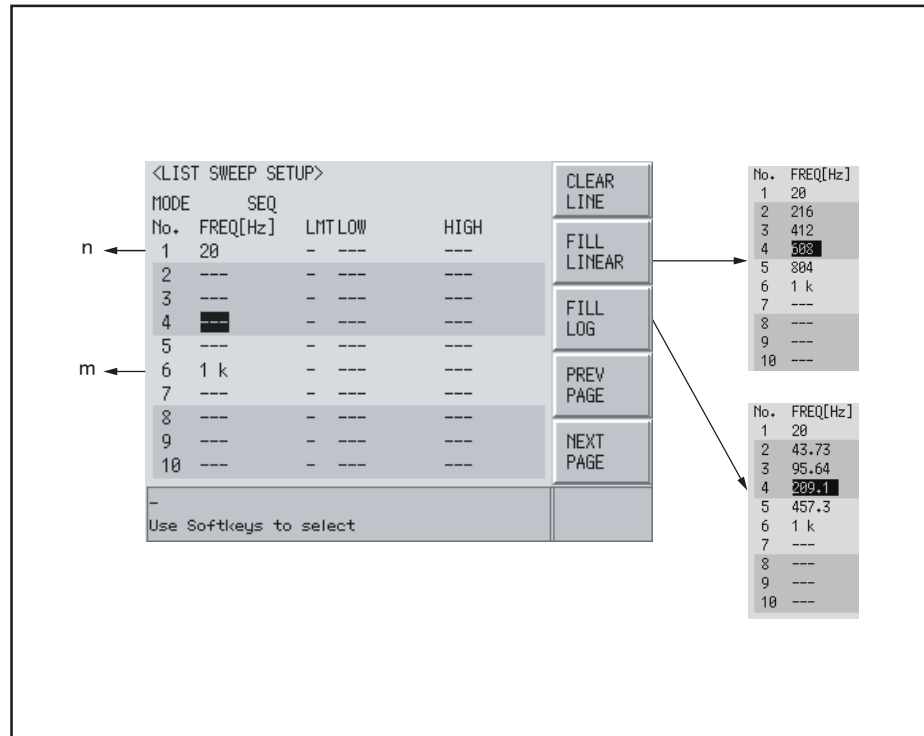 <LIST SWEEP SETUP>
MODE SEQ
No. FREQ[Hz] LMT LOW HIGH
n
1 20 - --- ---
2 --- - --- ---
3 --- - --- ---
4 --- - --- ---
5 --- - --- ---
m
6 1 k - --- ---
7 --- - --- ---
8 --- - --- ---
9 --- - --- ---
10 --- - --- ---
-
Use Softkeys to select
CLEAR
LINE
FILL
LINEAR
FILL
LOG
PREV
PAGE
NEXT
PAGE
No. FREQ[Hz]
1 20
2 216
3 412
4 608
5 804
6 1 k
7 ---
8 ---
9 ---
10 ---
No. FREQ[Hz]
1 20
2 43.73
3 95.64
4 209.1
5 457.3
6 1 k
7 ---
8 ---
9 ---
10 ---